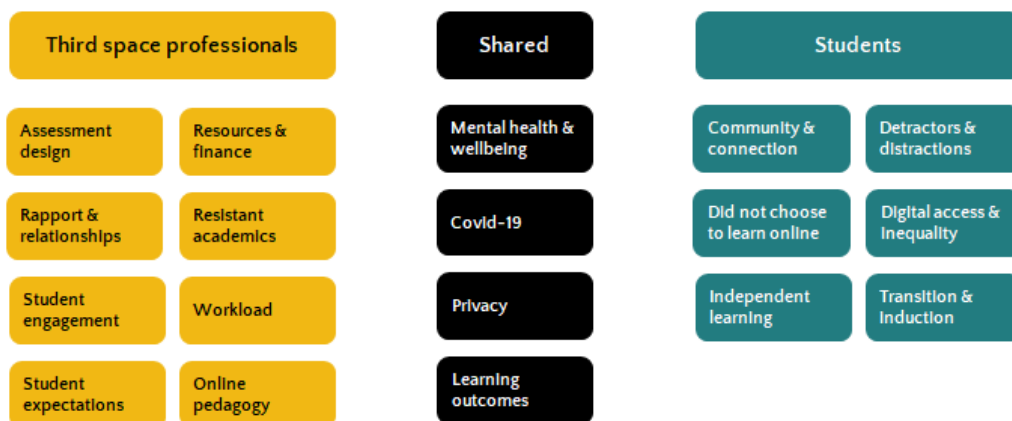 Third space professionals
Shared
Students
Assessment
design
Resources &
finance
Mental health &
wellbeing
Community &
connection
Detractors &
distractions
Rapport &
relationships
Resistant
academics
Covid-19
Did not choose
to learn online
Digital access &
inequality
Student
engagement
Workload
Privacy
Independent
learning
Transition &
induction
Student
expectations
Online
pedagogy
Learning
outcomes